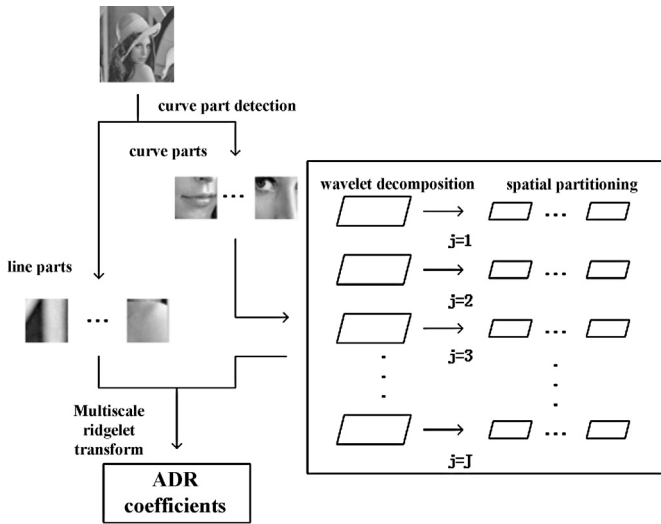 curve part detection
curve parts
wavelet decomposition
spatial partitioning
j=1
line parts
j=2
j=3
Multiscale
ridgelet
transform
j=J
ADR
coefficients